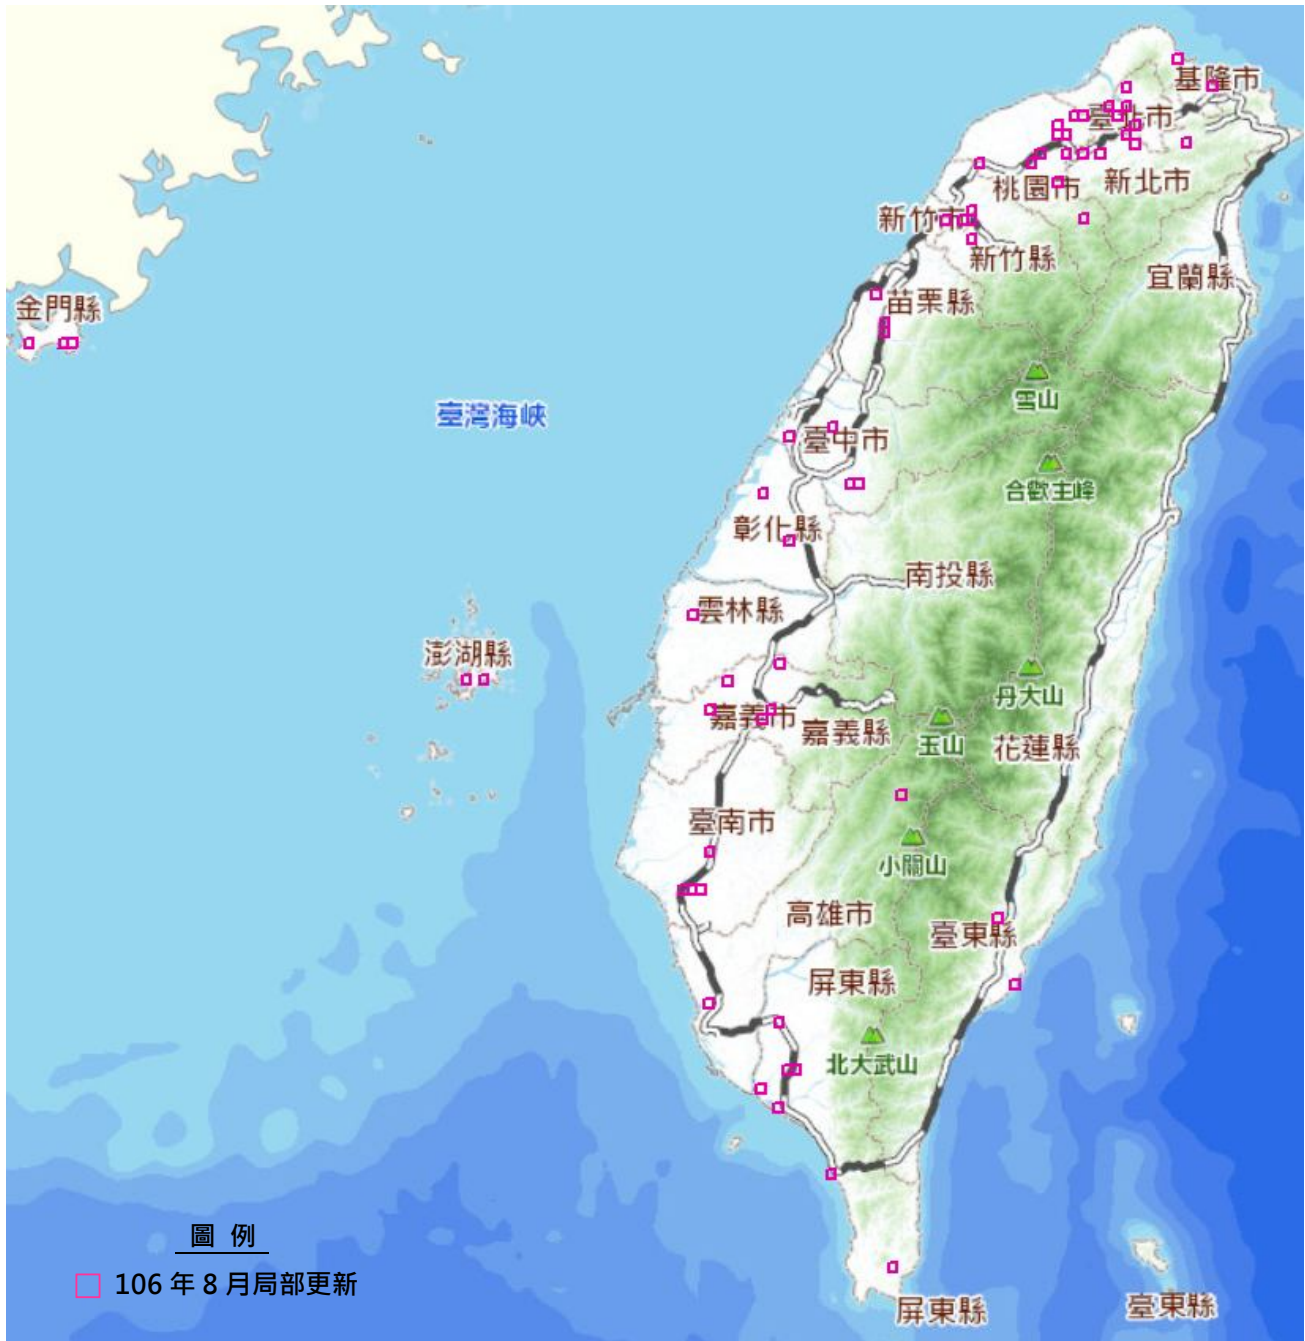 基隆市
臺北市
新北市
桃園市
新竹市
新竹縣
宜蘭縣
金門縣
苗栗縣
雪山
臺灣海峽
臺中市
合歡主峰
彰化縣
南投縣
雲林縣
澎湖縣
丹大山
嘉義市
嘉義縣
玉山
花蓮縣
臺南市
小關山
高雄市
臺東縣
屏東縣
北大武山
圖 例
106 年 8 月局部更新
屏東縣
臺東縣